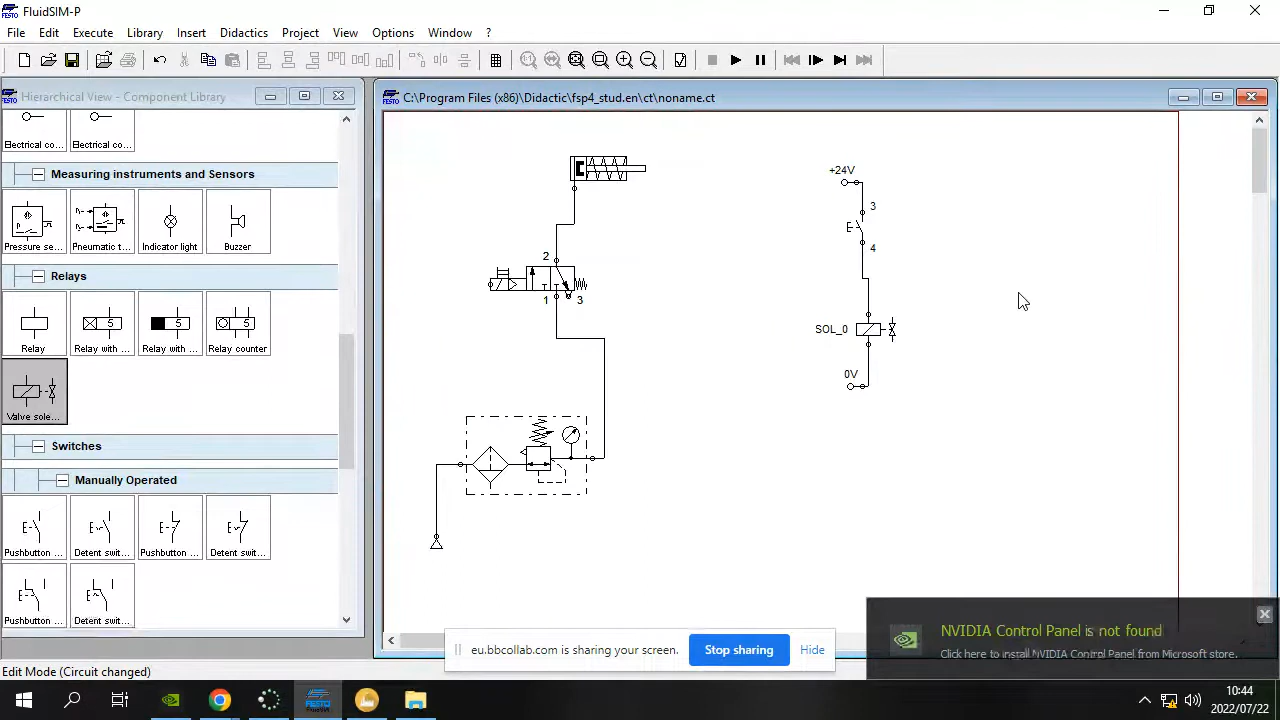 FESTO FluidSIM-P
File Edit Execute Library Insert Didactics Project View Options Window ?
Hierarchical View - Component Library
C:\Program Files (x86)\Didactic\fsp4_stud.en\ct\noname.ct
Electrical co... Electrical co...
Measuring instruments and Sensors
Pressure se... Pneumatic t... Indicator light Buzzer
Relays
5 5 5
Relay Relay with ... Relay with ... Relay counter
Valve sole...
Switches
Manually Operated
Pushbutton ... Detent swit... Pushbutton ... Detent swit...
Pushbutton ... Detent swit...
2
1 3
+24V
3
4
SOL_0
0V
NVIDIA Control Panel is not found
Click here to install NVIDIA Control Panel from Microsoft store.
eu.bbcollab.com is sharing your screen. Stop sharing Hide
Edit Mode (Circuit changed)
10:44
2022/07/22